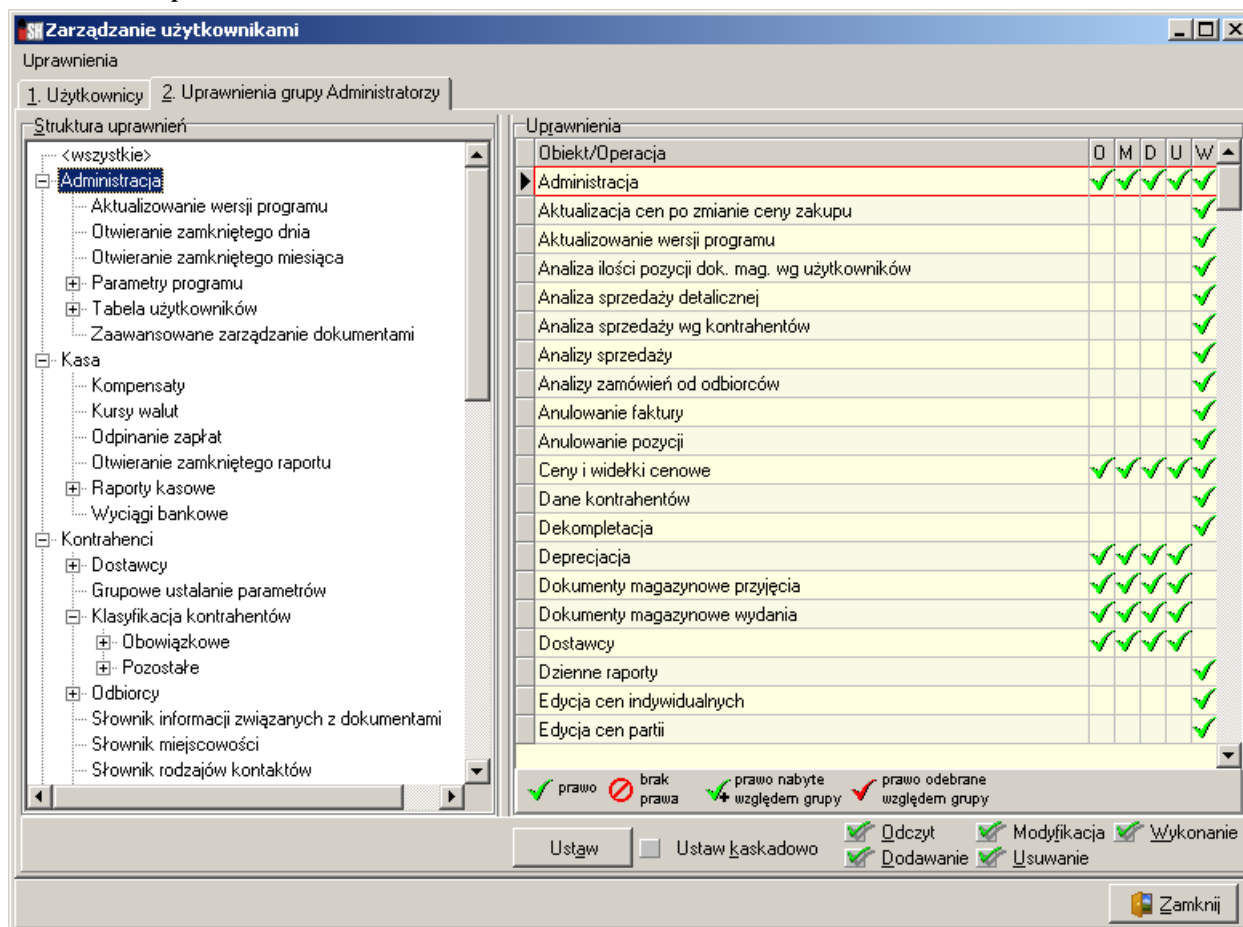 Zarządzanie użytkownikami
Uprawnienia
1. Użytkownicy 2. Uprawnienia grupy Administratorzy
Struktura uprawnień
<wszystkie>
Administracja
Aktualizowanie wersji programu
Otwieranie zamkniętego dnia
Otwieranie zamkniętego miesiąca
Parametry programu
Tabela użytkowników
Zaawansowane zarządzanie dokumentami
Kasa
Kompensaty
Kursy walut
Odpinanie zapłat
Otwieranie zamkniętego raportu
Raporty kasowe
Wyciągi bankowe
Kontrahenci
Dostawcy
Grupowe ustalanie parametrów
Klasyfikacja kontrahentów
Obowiązkowe
Pozostałe
Odbiorcy
Słownik informacji związanych z dokumentami
Słownik miejscowości
Słownik rodzajów kontaktów
Uprawnienia
Obiekt/Operacja O M D U W
Administracja
Aktualizacja cen po zmianie ceny zakupu
Aktualizowanie wersji programu
Analiza ilości pozycji dok. mag. wg użytkowników
Analiza sprzedaży detalicznej
Analiza sprzedaży wg kontrahentów
Analizy sprzedaży
Analizy zamówień od odbiorców
Anulowanie faktury
Anulowanie pozycji
Ceny i widełki cenowe
Dane kontrahentów
Dekompletacja
Deprecjacja
Dokumenty magazynowe przyjęcia
Dokumenty magazynowe wydania
Dostawcy
Dzienne raporty
Edycja cen indywidualnych
Edycja cen partii
prawo
brak
prawa
prawo nabyte
względem grupy
prawo odebrane
względem grupy
Ustaw Ustaw kaskadowo
Odczyt Modyfikacja Wykonanie
Dodawanie Usuwanie
Zamknij